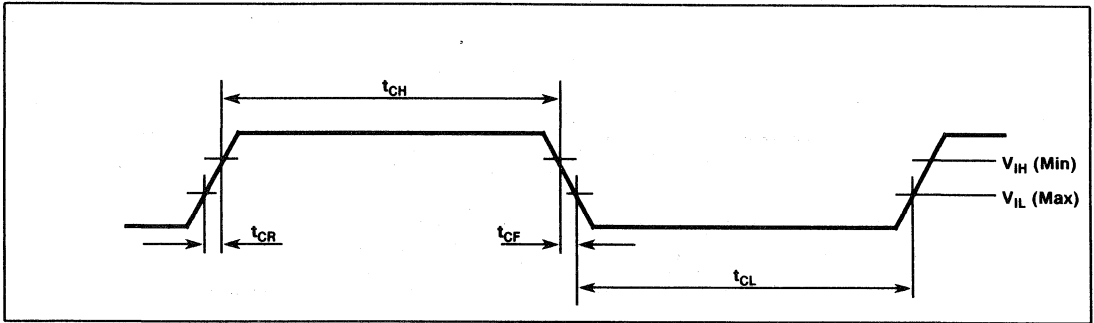 tCH
VIH (Min)
VIL (Max)
tCR
tCF
tCL